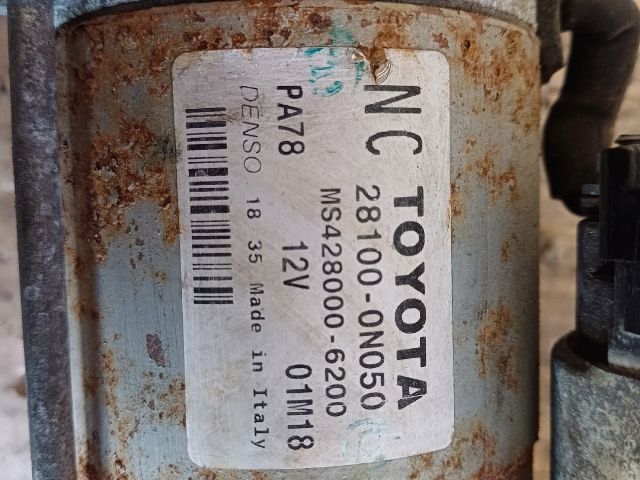 NC TOYOTA
28100-0N050
MS428000-6200
PA78 12V 01M18
DENSO 18 35 Made in Italy